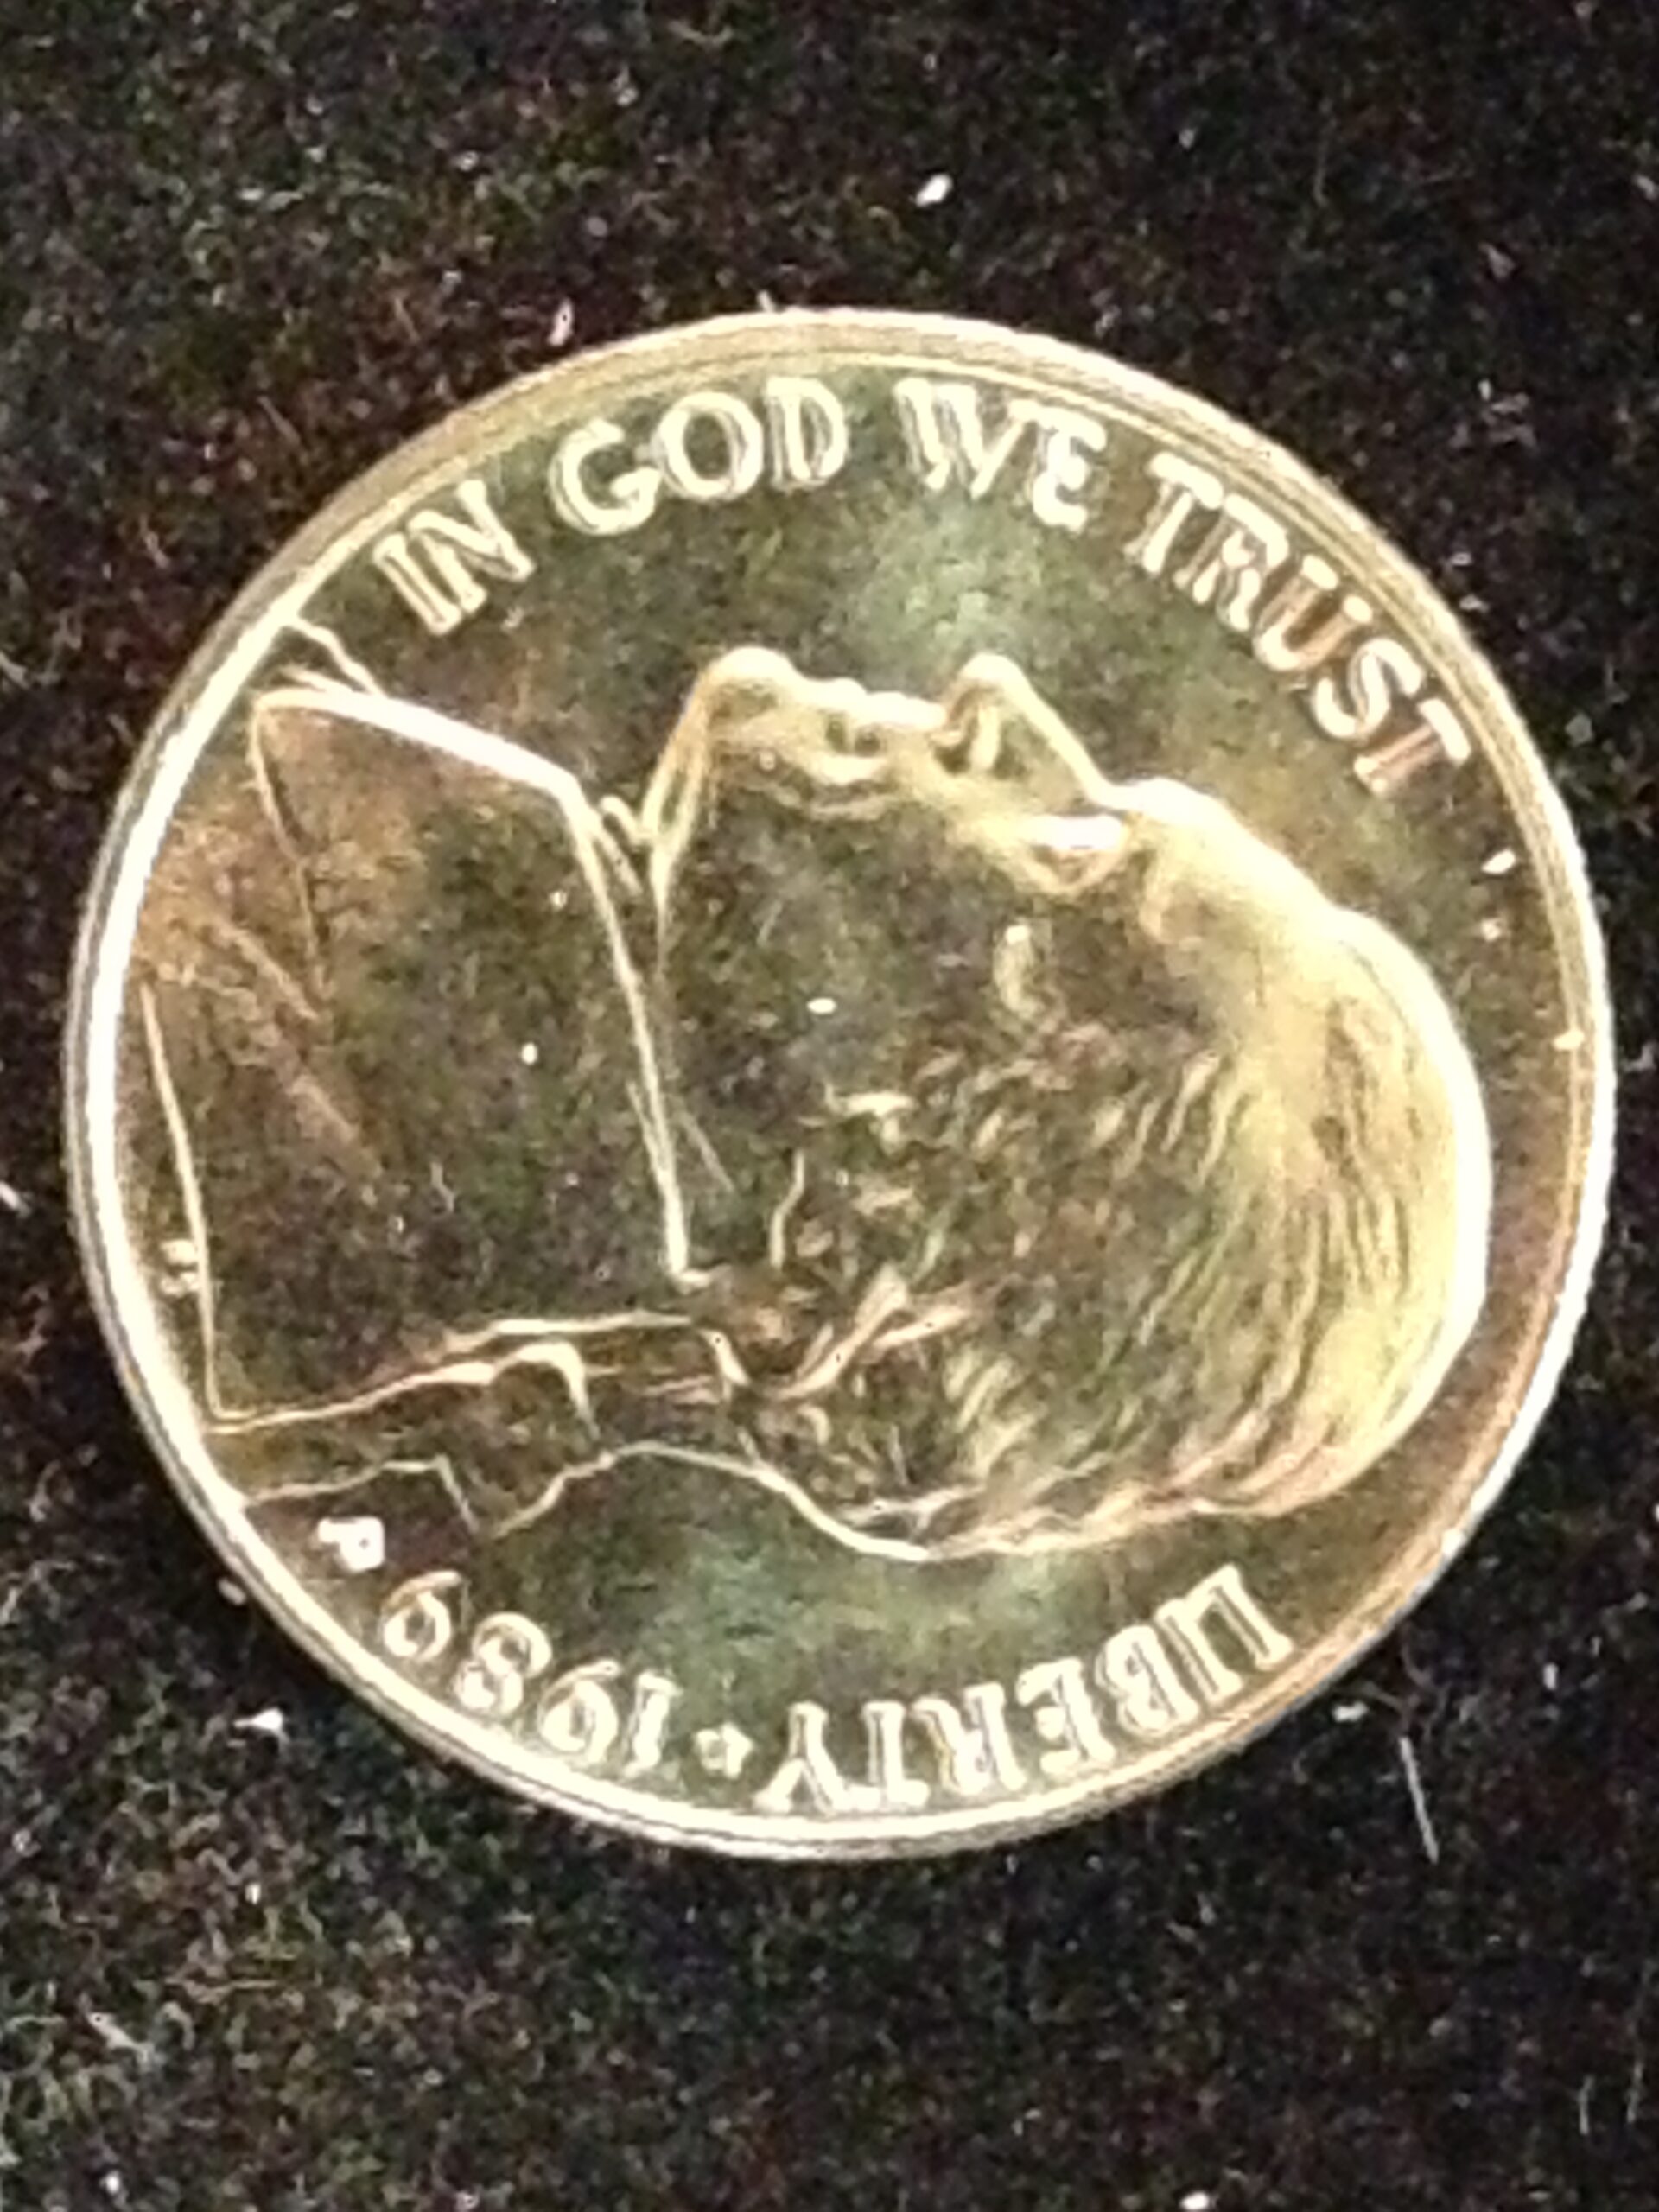 IN GOD WE TRUST
LIBERTY * 1989
P